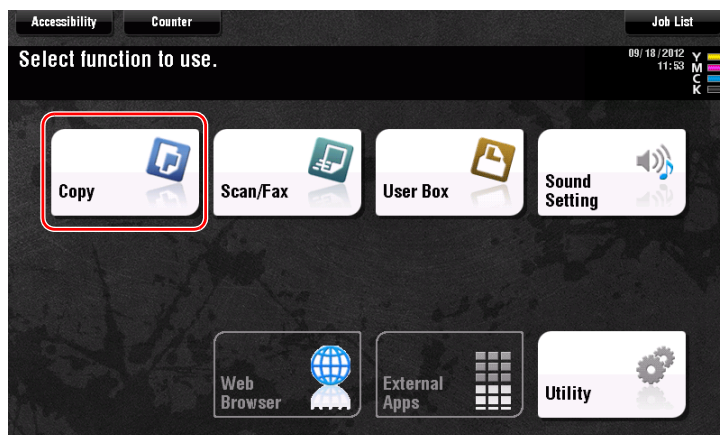 Accessibility
Counter
Job List
Select function to use.
09/18/2012
11:53
Y
M
C
K
Copy
Scan/Fax
User Box
Sound
Setting
Web
Browser
External
Apps
Utility